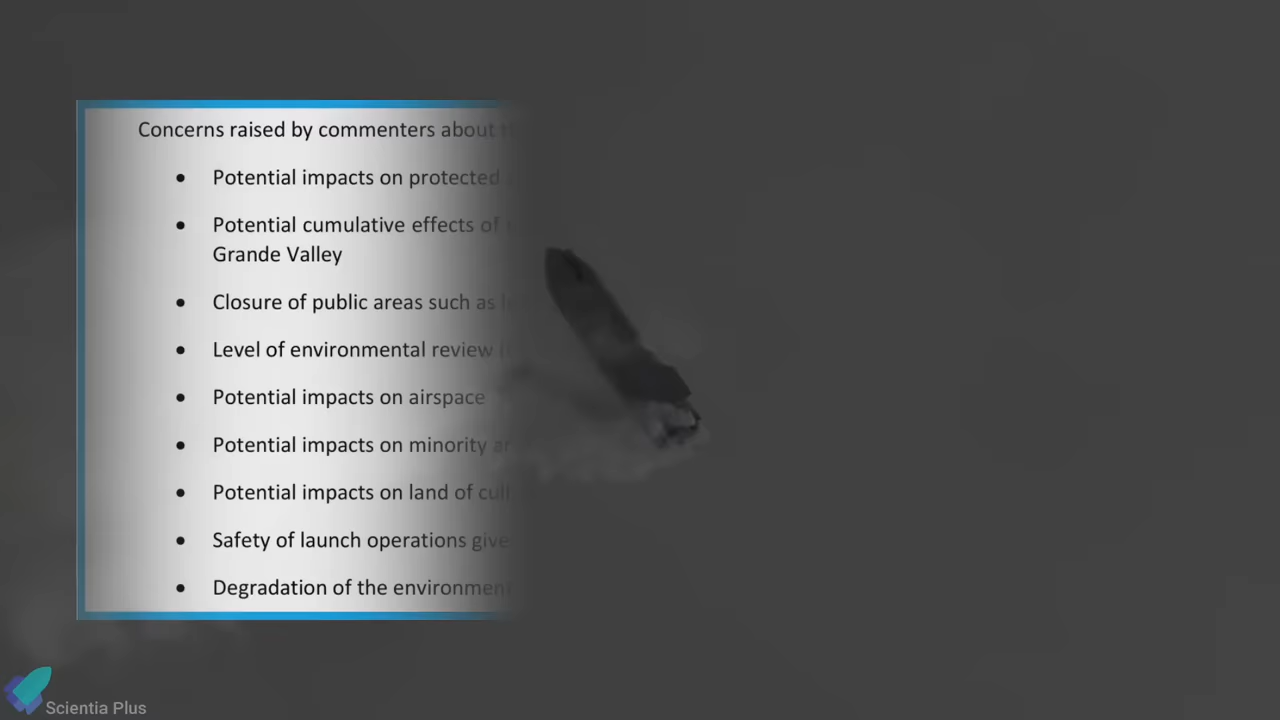 Concerns raised by commenters about
• Potential impacts on protected
• Potential cumulative effects of
Grande Valley
• Closure of public areas such as
• Level of environmental review
• Potential impacts on airspace
• Potential impacts on minority
• Potential impacts on land of
• Safety of launch operations
• Degradation of the environment
Scientia Plus